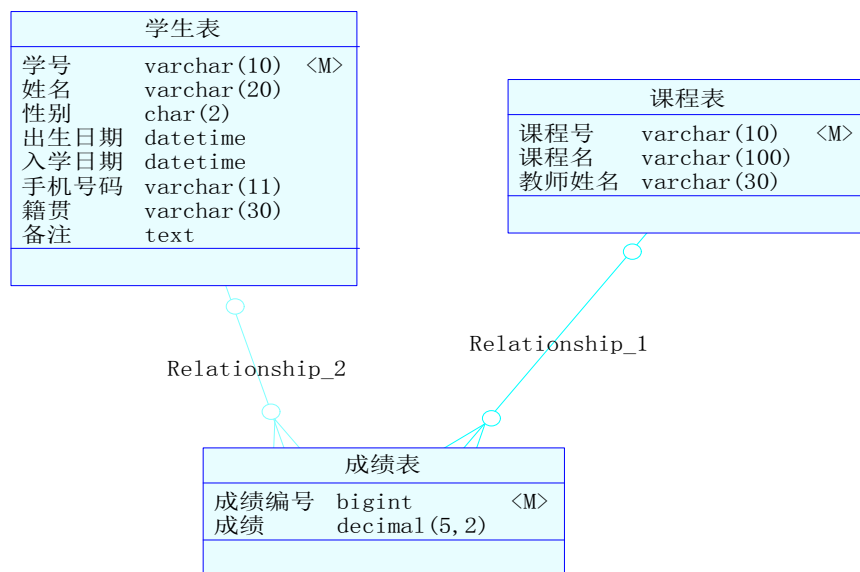 学生表
学号 varchar(10) <M>
姓名 varchar(20)
性别 char(2)
出生日期 datetime
入学日期 datetime
手机号码 varchar(11)
籍贯 varchar(30)
备注 text
课程表
课程号 varchar(10) <M>
课程名 varchar(100)
教师姓名 varchar(30)
Relationship_1
Relationship_2
成绩表
成绩编号 bigint <M>
成绩 decimal(5,2)